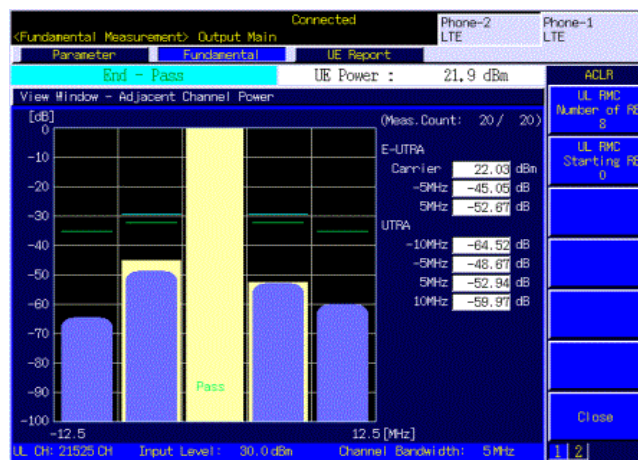 Connected
Phone-2
LTE
Phone-1
LTE
<Fundamental Measurement> Output Main
Parameter
Fundamental
UE Report
End - Pass
UE Power : 21.9 dBm
ACLR
View Window - Adjacent Channel Power
UL RMC
Number of RB
8
[dB]
(Meas.Count: 20/ 20)
UL RMC
Starting RB
0
0
-10
-20
-30
-40
-50
-60
-70
-80
-90
-100
E-UTRA
Carrier 22.03 dBm
-5MHz -45.05 dB
5MHz -52.67 dB
UTRA
-10MHz -64.52 dB
-5MHz -48.67 dB
5MHz -52.94 dB
10MHz -59.97 dB
Pass
-12.5
12.5[MHz]
Close
UL CH: 21525 CH Input Level: 30.0 dBm Channel Bandwidth: 5 MHz
1 2